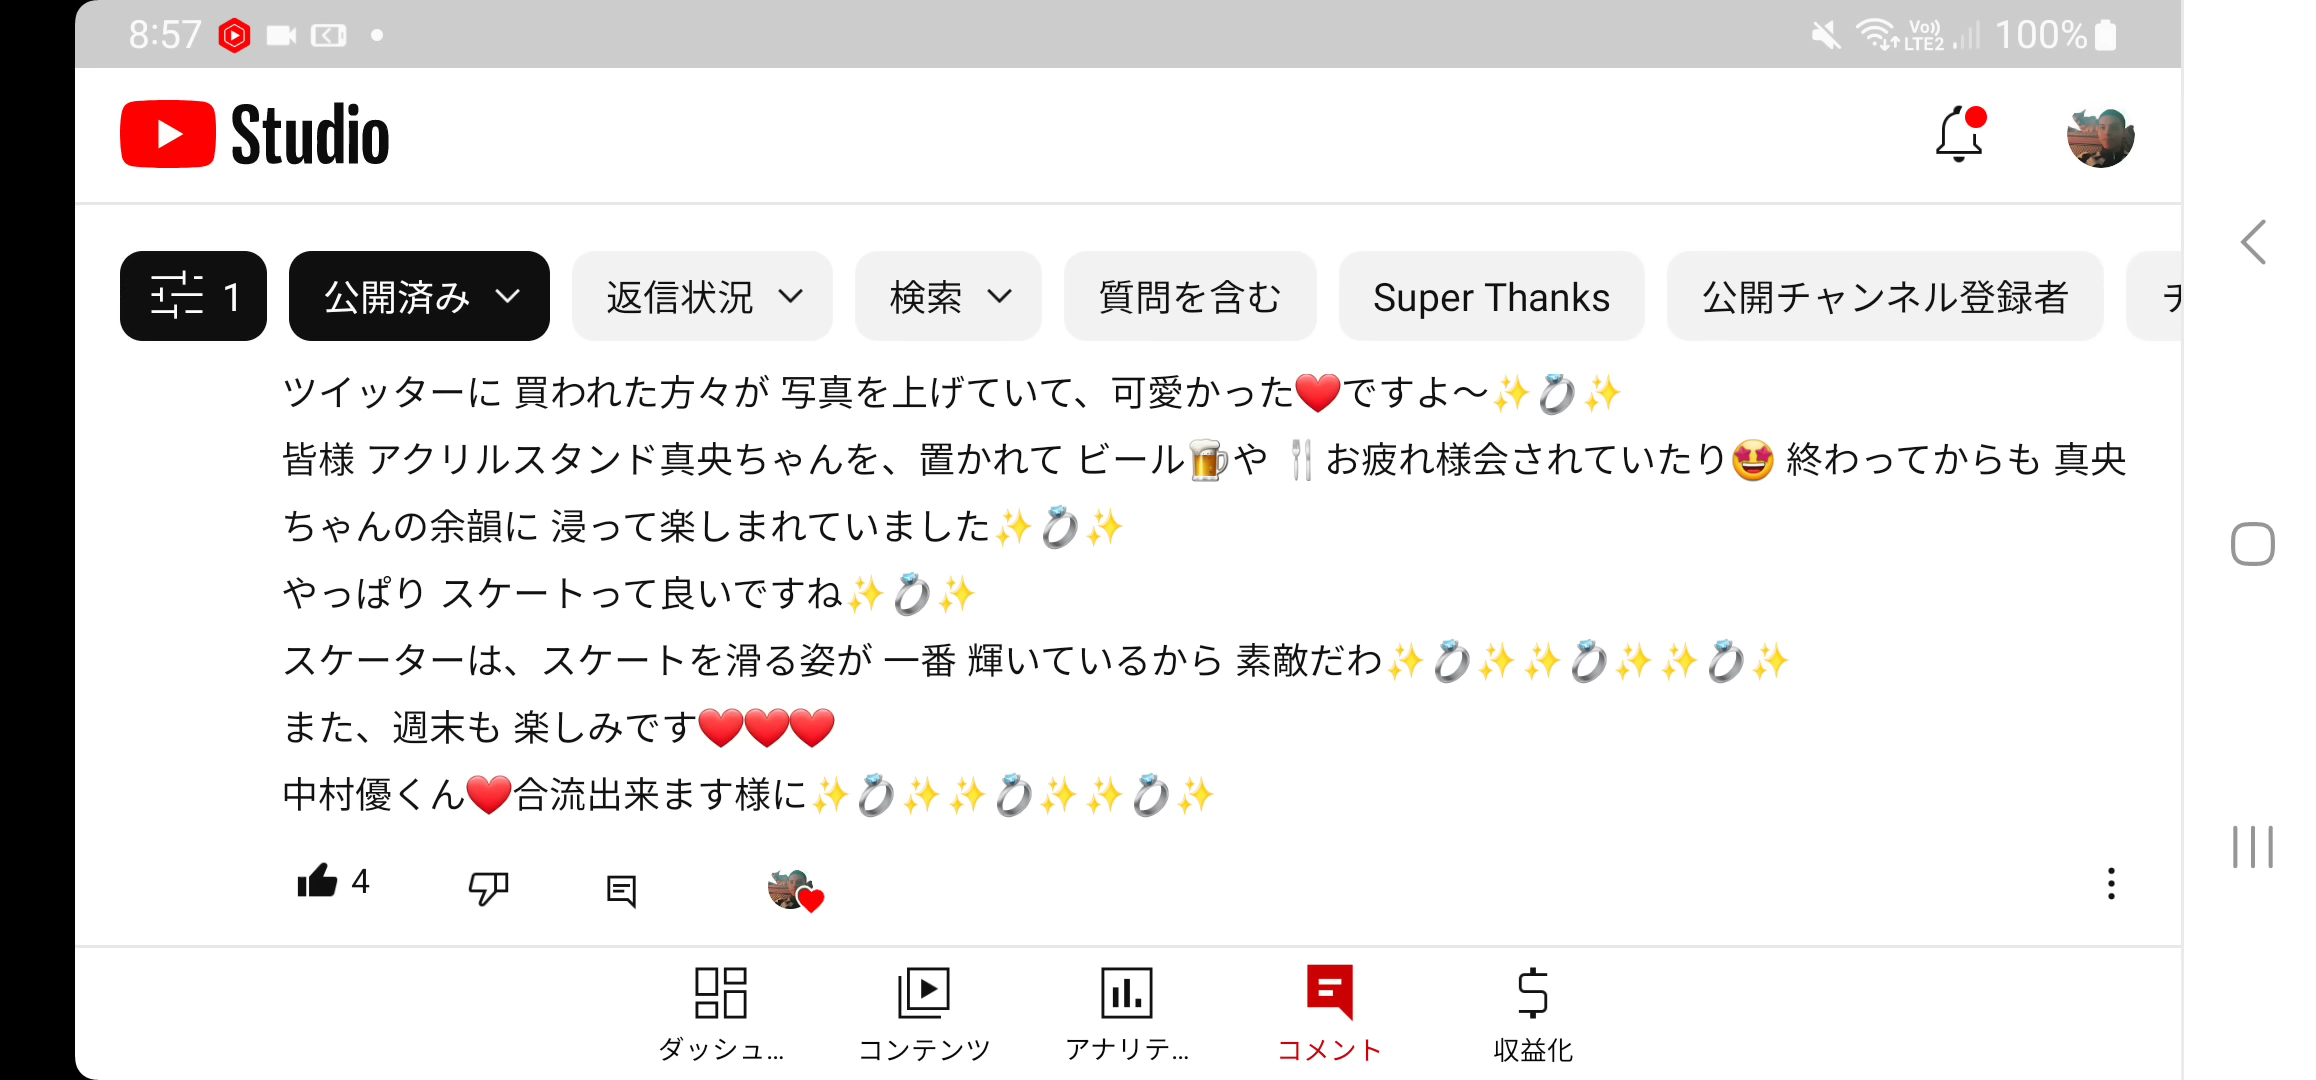 8:57 Vo)) LTE2 100%
Studio
1 公開済み 返信状況 検索 質問を含む Super Thanks 公開チャンネル登録者 チ
ツイッターに 買われた方々が 写真を上げていて、可愛かった❤️ですよ〜✨💍✨
皆様 アクリルスタンド真央ちゃんを、置かれて ビール🍺や 🍴お疲れ様会されていたり🤩 終わってからも 真央
ちゃんの余韻に 浸って楽しまれていました✨💍✨
やっぱり スケートって良いですね✨💍✨
スケーターは、スケートを滑る姿が 一番 輝いているから 素敵だわ✨💍✨✨💍✨✨💍✨
また、週末も 楽しみです❤️❤️❤️
中村優くん❤️合流出来ます様に✨💍✨✨💍✨✨💍✨
4
ダッシュ... コンテンツ アナリテ... コメント 収益化